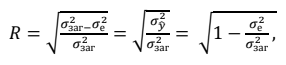 R = √((σ²заг − σ²е)/σ²заг) = √(σ²ŷ/σ²заг) = √(1 − σ²е/σ²заг),